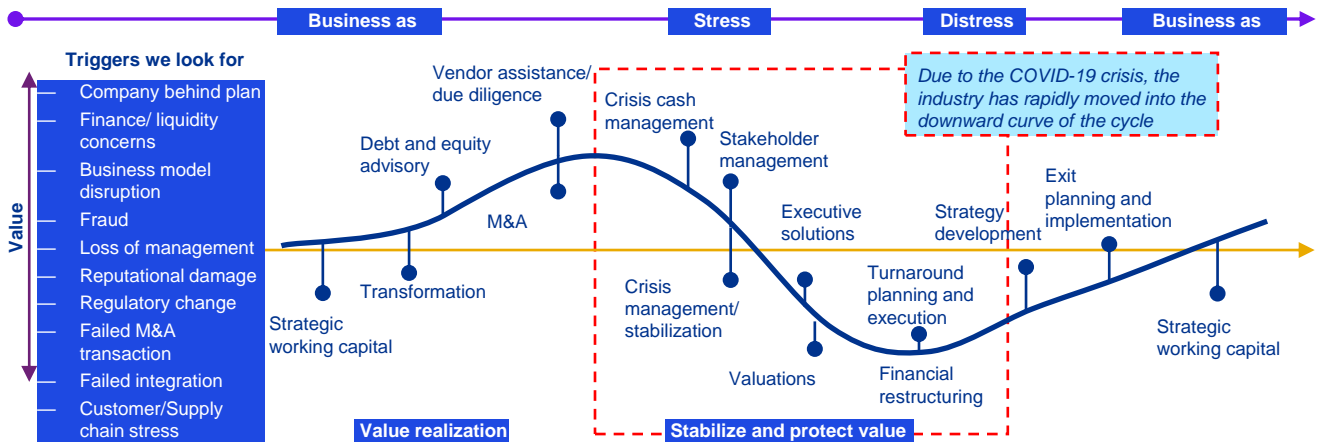 Business as
Stress
Distress
Business as
Triggers we look for
Value
Company behind plan
Finance/ liquidity
concerns
Business model
disruption
Fraud
Loss of management
Reputational damage
Regulatory change
Failed M&A
transaction
Failed integration
Customer/Supply
chain stress
Strategic
working capital
Transformation
Debt and equity
advisory
M&A
Vendor assistance/
due diligence
Crisis cash
management
Stakeholder
management
Crisis
management/
stabilization
Executive
solutions
Valuations
Turnaround
planning and
execution
Financial
restructuring
Strategy
development
Exit
planning and
implementation
Strategic
working capital
Due to the COVID-19 crisis, the
industry has rapidly moved into the
downward curve of the cycle
Value realization
Stabilize and protect value